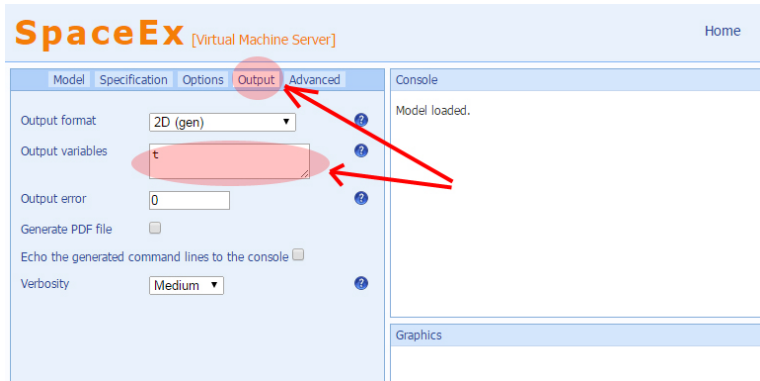 SpaceEx [Virtual Machine Server]
Home
Model Specification Options Output Advanced
Console
Model loaded.
Output format 2D (gen) ▼ ?
Output variables t ?
Output error 0 ?
Generate PDF file
Echo the generated command lines to the console
Verbosity Medium ▼ ?
Graphics